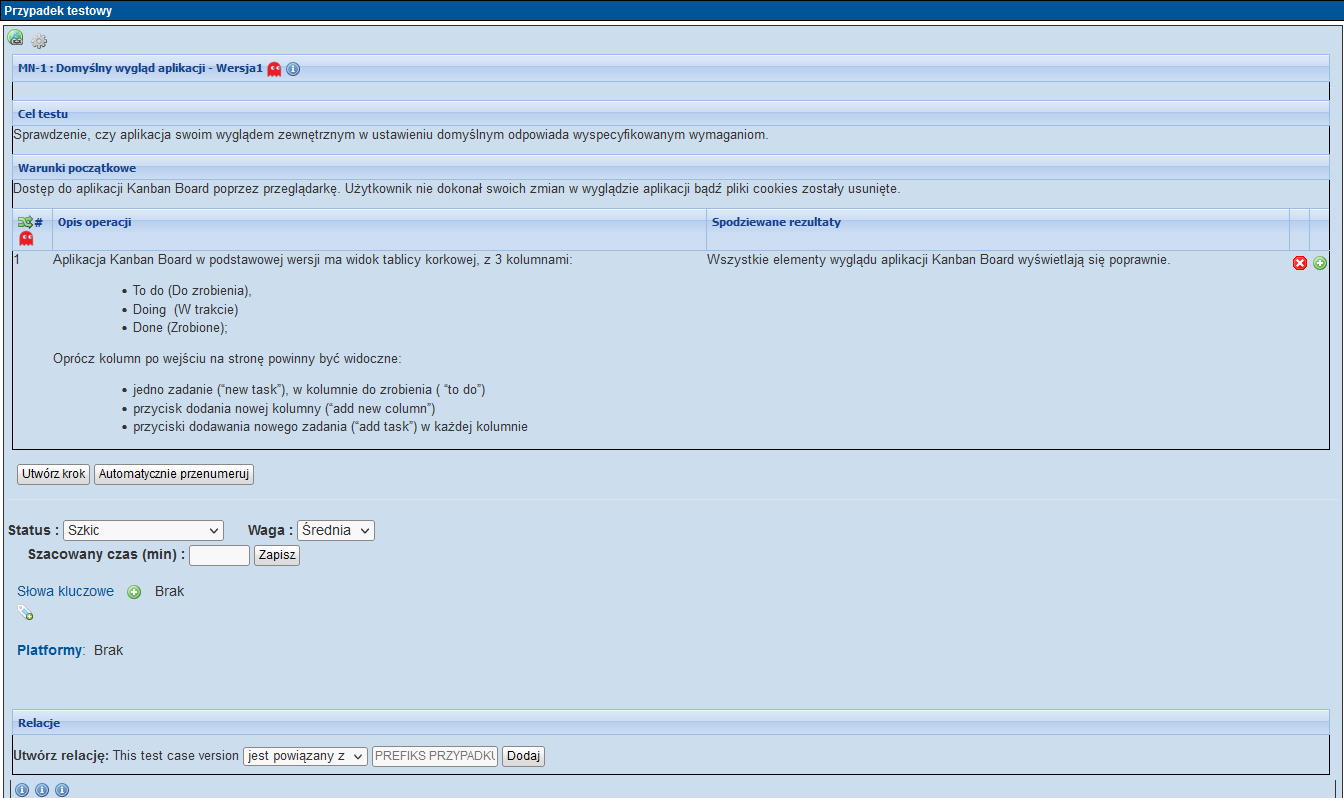 Przypadek testowy
MN-1 : Domyślny wygląd aplikacji - Wersja1
Cel testu
Sprawdzenie, czy aplikacja swoim wyglądem zewnętrznym w ustawieniu domyślnym odpowiada wyspecyfikowanym wymaganiom.
Warunki początkowe
Dostęp do aplikacji Kanban Board poprzez przeglądarkę. Użytkownik nie dokonał swoich zmian w wyglądzie aplikacji bądź pliki cookies zostały usunięte.
# Opis operacji Spodziewane rezultaty
1 Aplikacja Kanban Board w podstawowej wersji ma widok tablicy korkowej, z 3 kolumnami: Wszystkie elementy wyglądu aplikacji Kanban Board wyświetlają się poprawnie.
• To do (Do zrobienia),
• Doing (W trakcie)
• Done (Zrobione);
Oprócz kolumn po wejściu na stronę powinny być widoczne:
• jedno zadanie (“new task”), w kolumnie do zrobienia ( “to do”)
• przycisk dodania nowej kolumny (“add new column”)
• przyciski dodawania nowego zadania (“add task”) w każdej kolumnie
Utwórz krok Automatycznie przenumeruj
Status : Szkic Waga : Średnia
Szacowany czas (min) : Zapisz
Słowa kluczowe Brak
Platformy: Brak
Relacje
Utwórz relację: This test case version jest powiązany z PREFIKS PRZYPADKU Dodaj